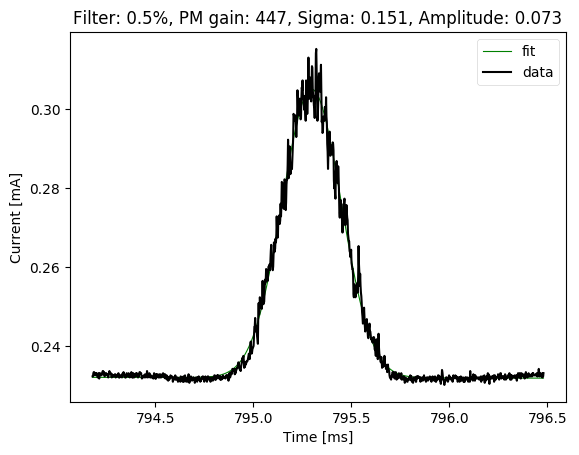 Filter: 0.5%, PM gain: 447, Sigma: 0.151, Amplitude: 0.073
fit
data
0.30
0.28
0.26
0.24
Current [mA]
794.5
795.0
795.5
796.0
796.5
Time [ms]